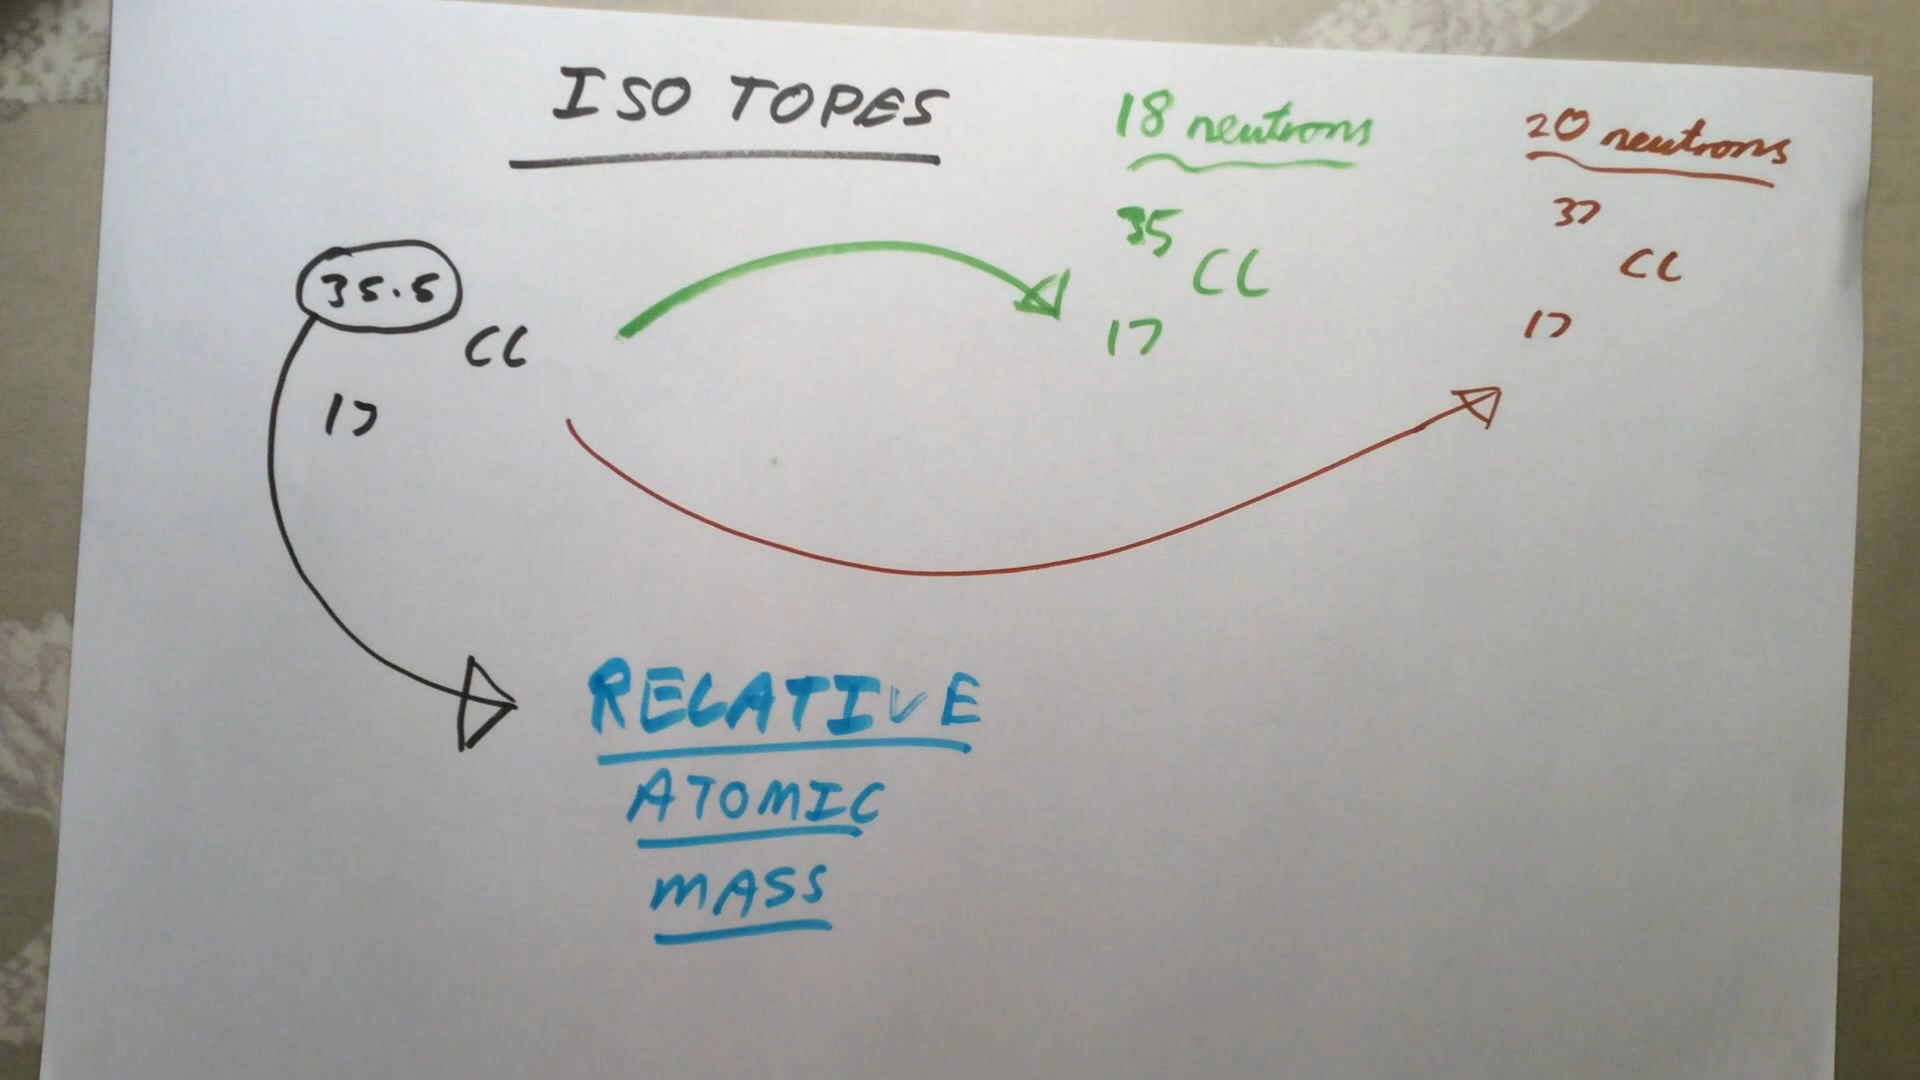 ISO TOPES
18 neutrons
20 neutrons
35
Cl
17
37
Cl
17
35.5
Cl
17
RELATIVE
ATOMIC
MASS